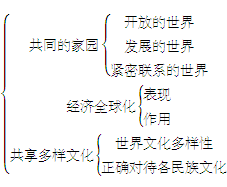 开放的世界
共同的家园
发展的世界
紧密联系的世界
表现
经济全球化
作用
世界文化多样性
共享多样文化
正确对待各民族文化